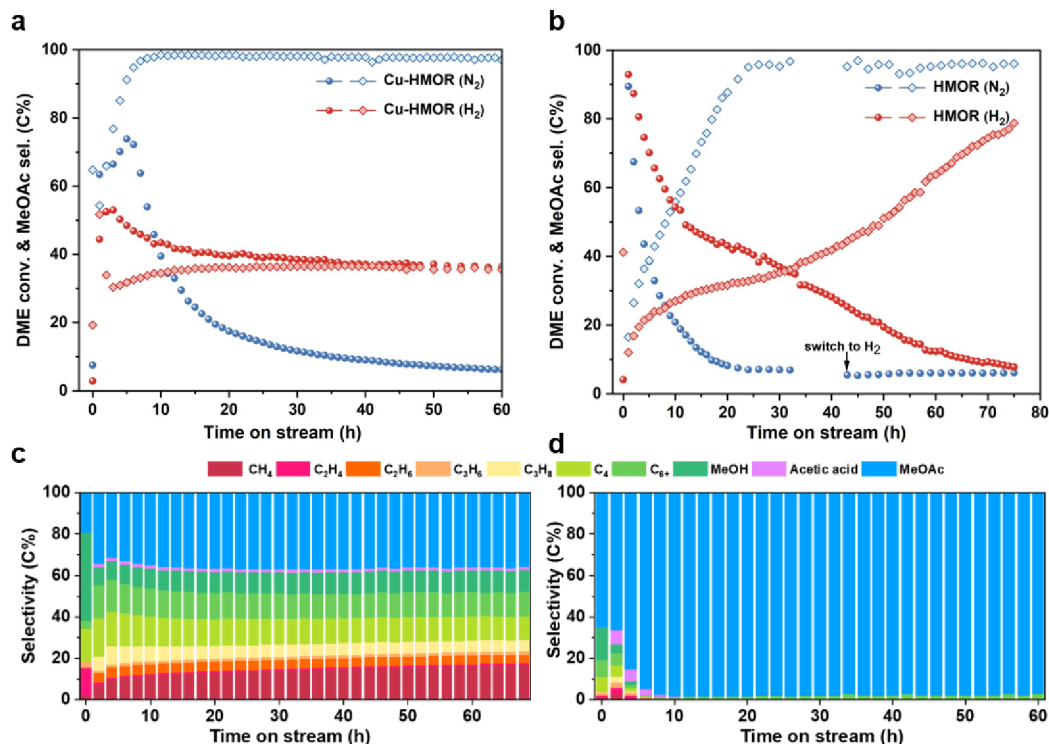 a
b
DME conv. & MeOAc sel. (C%)
100
80
60
40
20
0
Cu-HMOR (N₂)
Cu-HMOR (H₂)
0 10 20 30 40 50 60
Time on stream (h)
DME conv. & MeOAc sel. (C%)
100
80
60
40
20
0
HMOR (N₂)
HMOR (H₂)
switch to H₂
0 10 20 30 40 50 60 70 80
Time on stream (h)
c
d
CH₄ C₂H₄ C₂H₆ C₃H₆ C₃H₈ C₄ C₆₊ MeOH Acetic acid MeOAc
Selectivity (C%)
100
80
60
40
20
0
0 10 20 30 40 50 60
Time on stream (h)
Selectivity (C%)
100
80
60
40
20
0
0 10 20 30 40 50 60
Time on stream (h)